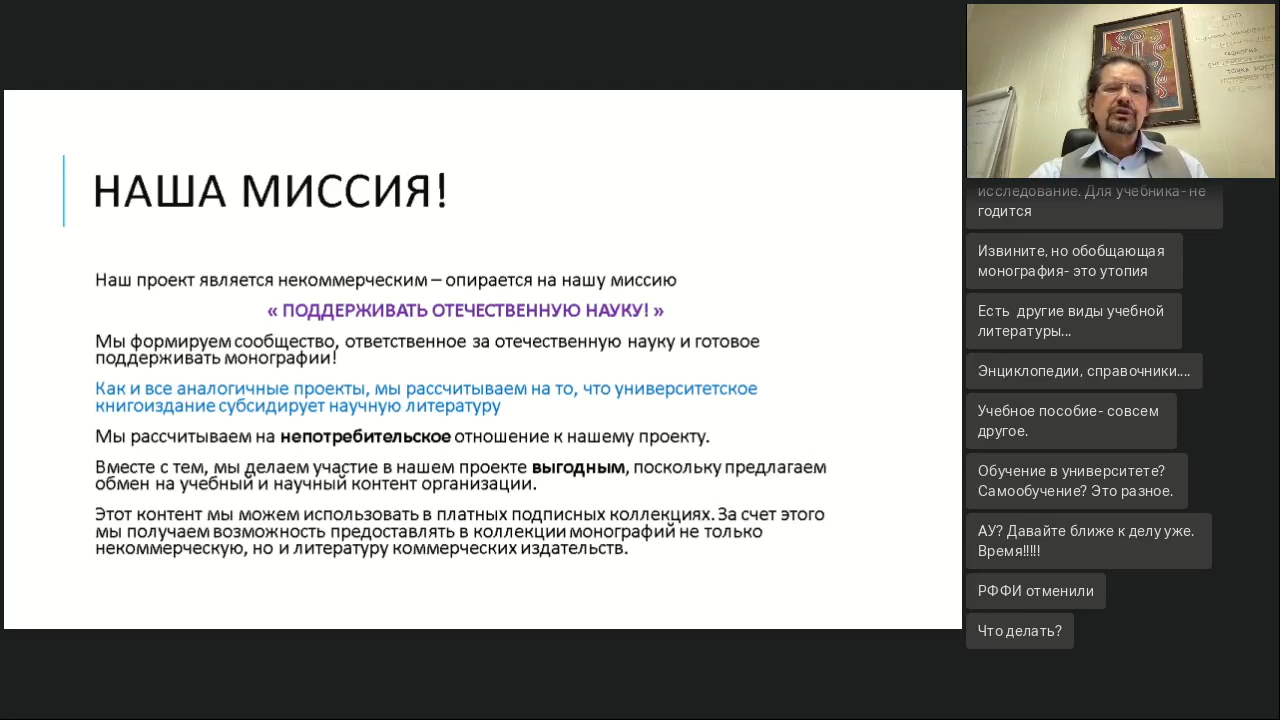 НАША МИССИЯ!
Наш проект является некоммерческим – опирается на нашу миссию
« ПОДДЕРЖИВАТЬ ОТЕЧЕСТВЕННУЮ НАУКУ! »
Мы формируем сообщество, ответственное за отечественную науку и готовое
поддерживать монографии!
Как и все аналогичные проекты, мы рассчитываем на то, что университетское
книгоиздание субсидирует научную литературу
Мы рассчитываем на непотребительское отношение к нашему проекту.
Вместе с тем, мы делаем участие в нашем проекте выгодным, поскольку предлагаем
обмен на учебный и научный контент организации.
Этот контент мы можем использовать в платных подписных коллекциях. За счет этого
мы получаем возможность предоставлять в коллекции монографий не только
некоммерческую, но и литературу коммерческих издательств.
исследование. Для учебника- не
годится
Извините, но обобщающая
монография- это утопия
Есть другие виды учебной
литературы...
Энциклопедии, справочники....
Учебное пособие- совсем
другое.
Обучение в университете?
Самообучение? Это разное.
АУ? Давайте ближе к делу уже.
Время!!!!!
РФФИ отменили
Что делать?